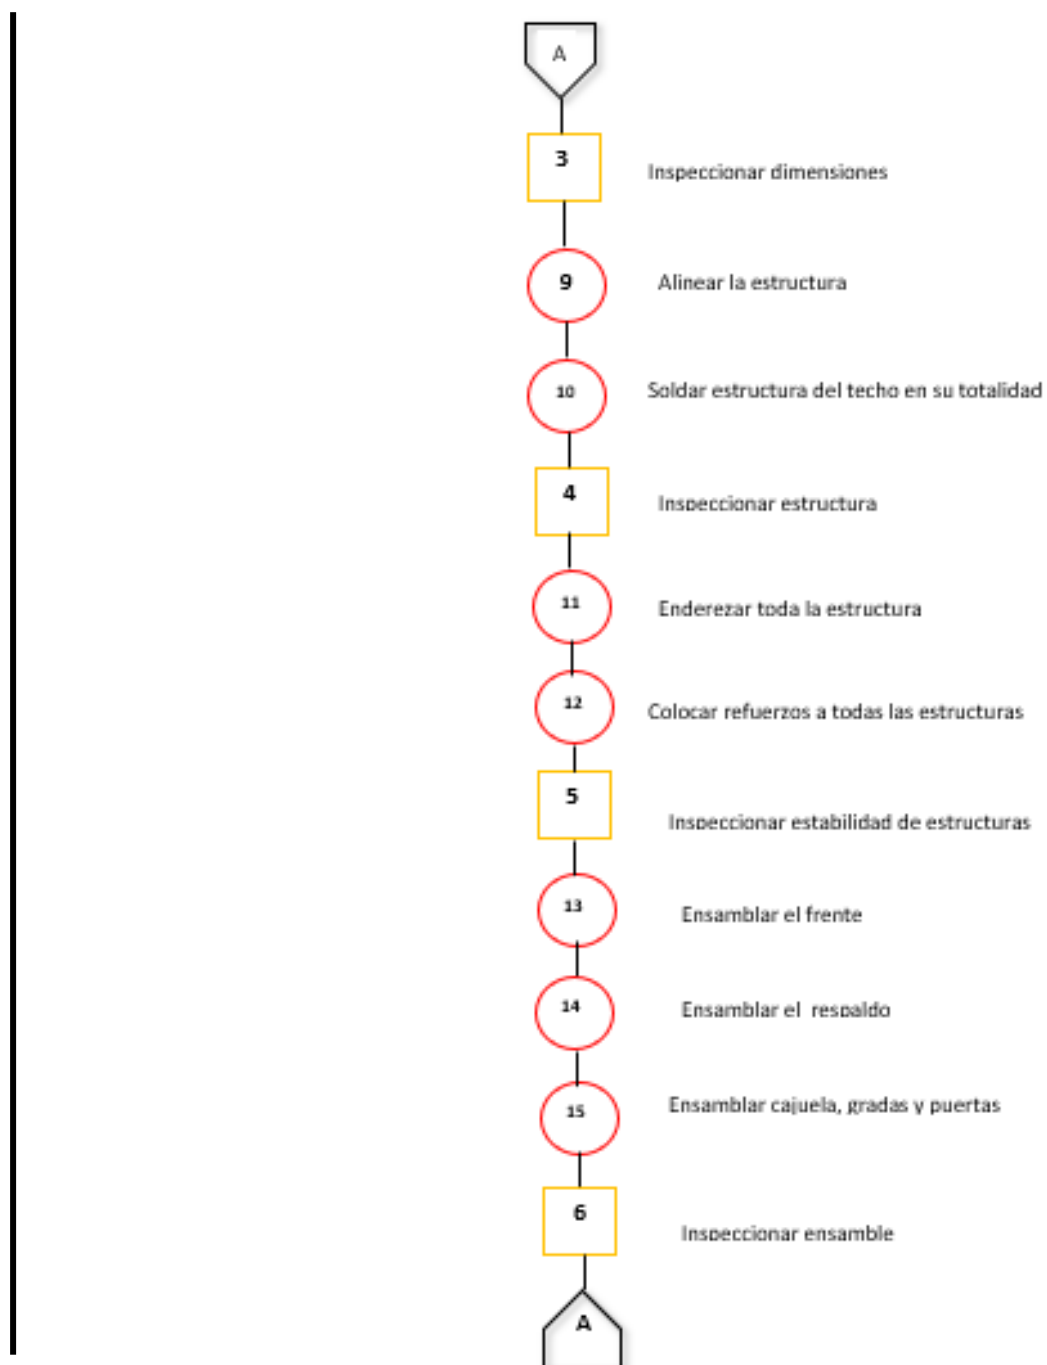 A
3
Inspeccionar dimensiones
9
Alinear la estructura
10
Soldar estructura del techo en su totalidad
4
Inspeccionar estructura
11
Enderezar toda la estructura
12
Colocar refuerzos a todas las estructuras
5
Inspeccionar estabilidad de estructuras
13
Ensamblar el frente
14
Ensamblar el  respaldo
15
Ensamblar cajuela, gradas y puertas
6
Inspeccionar ensamble
A